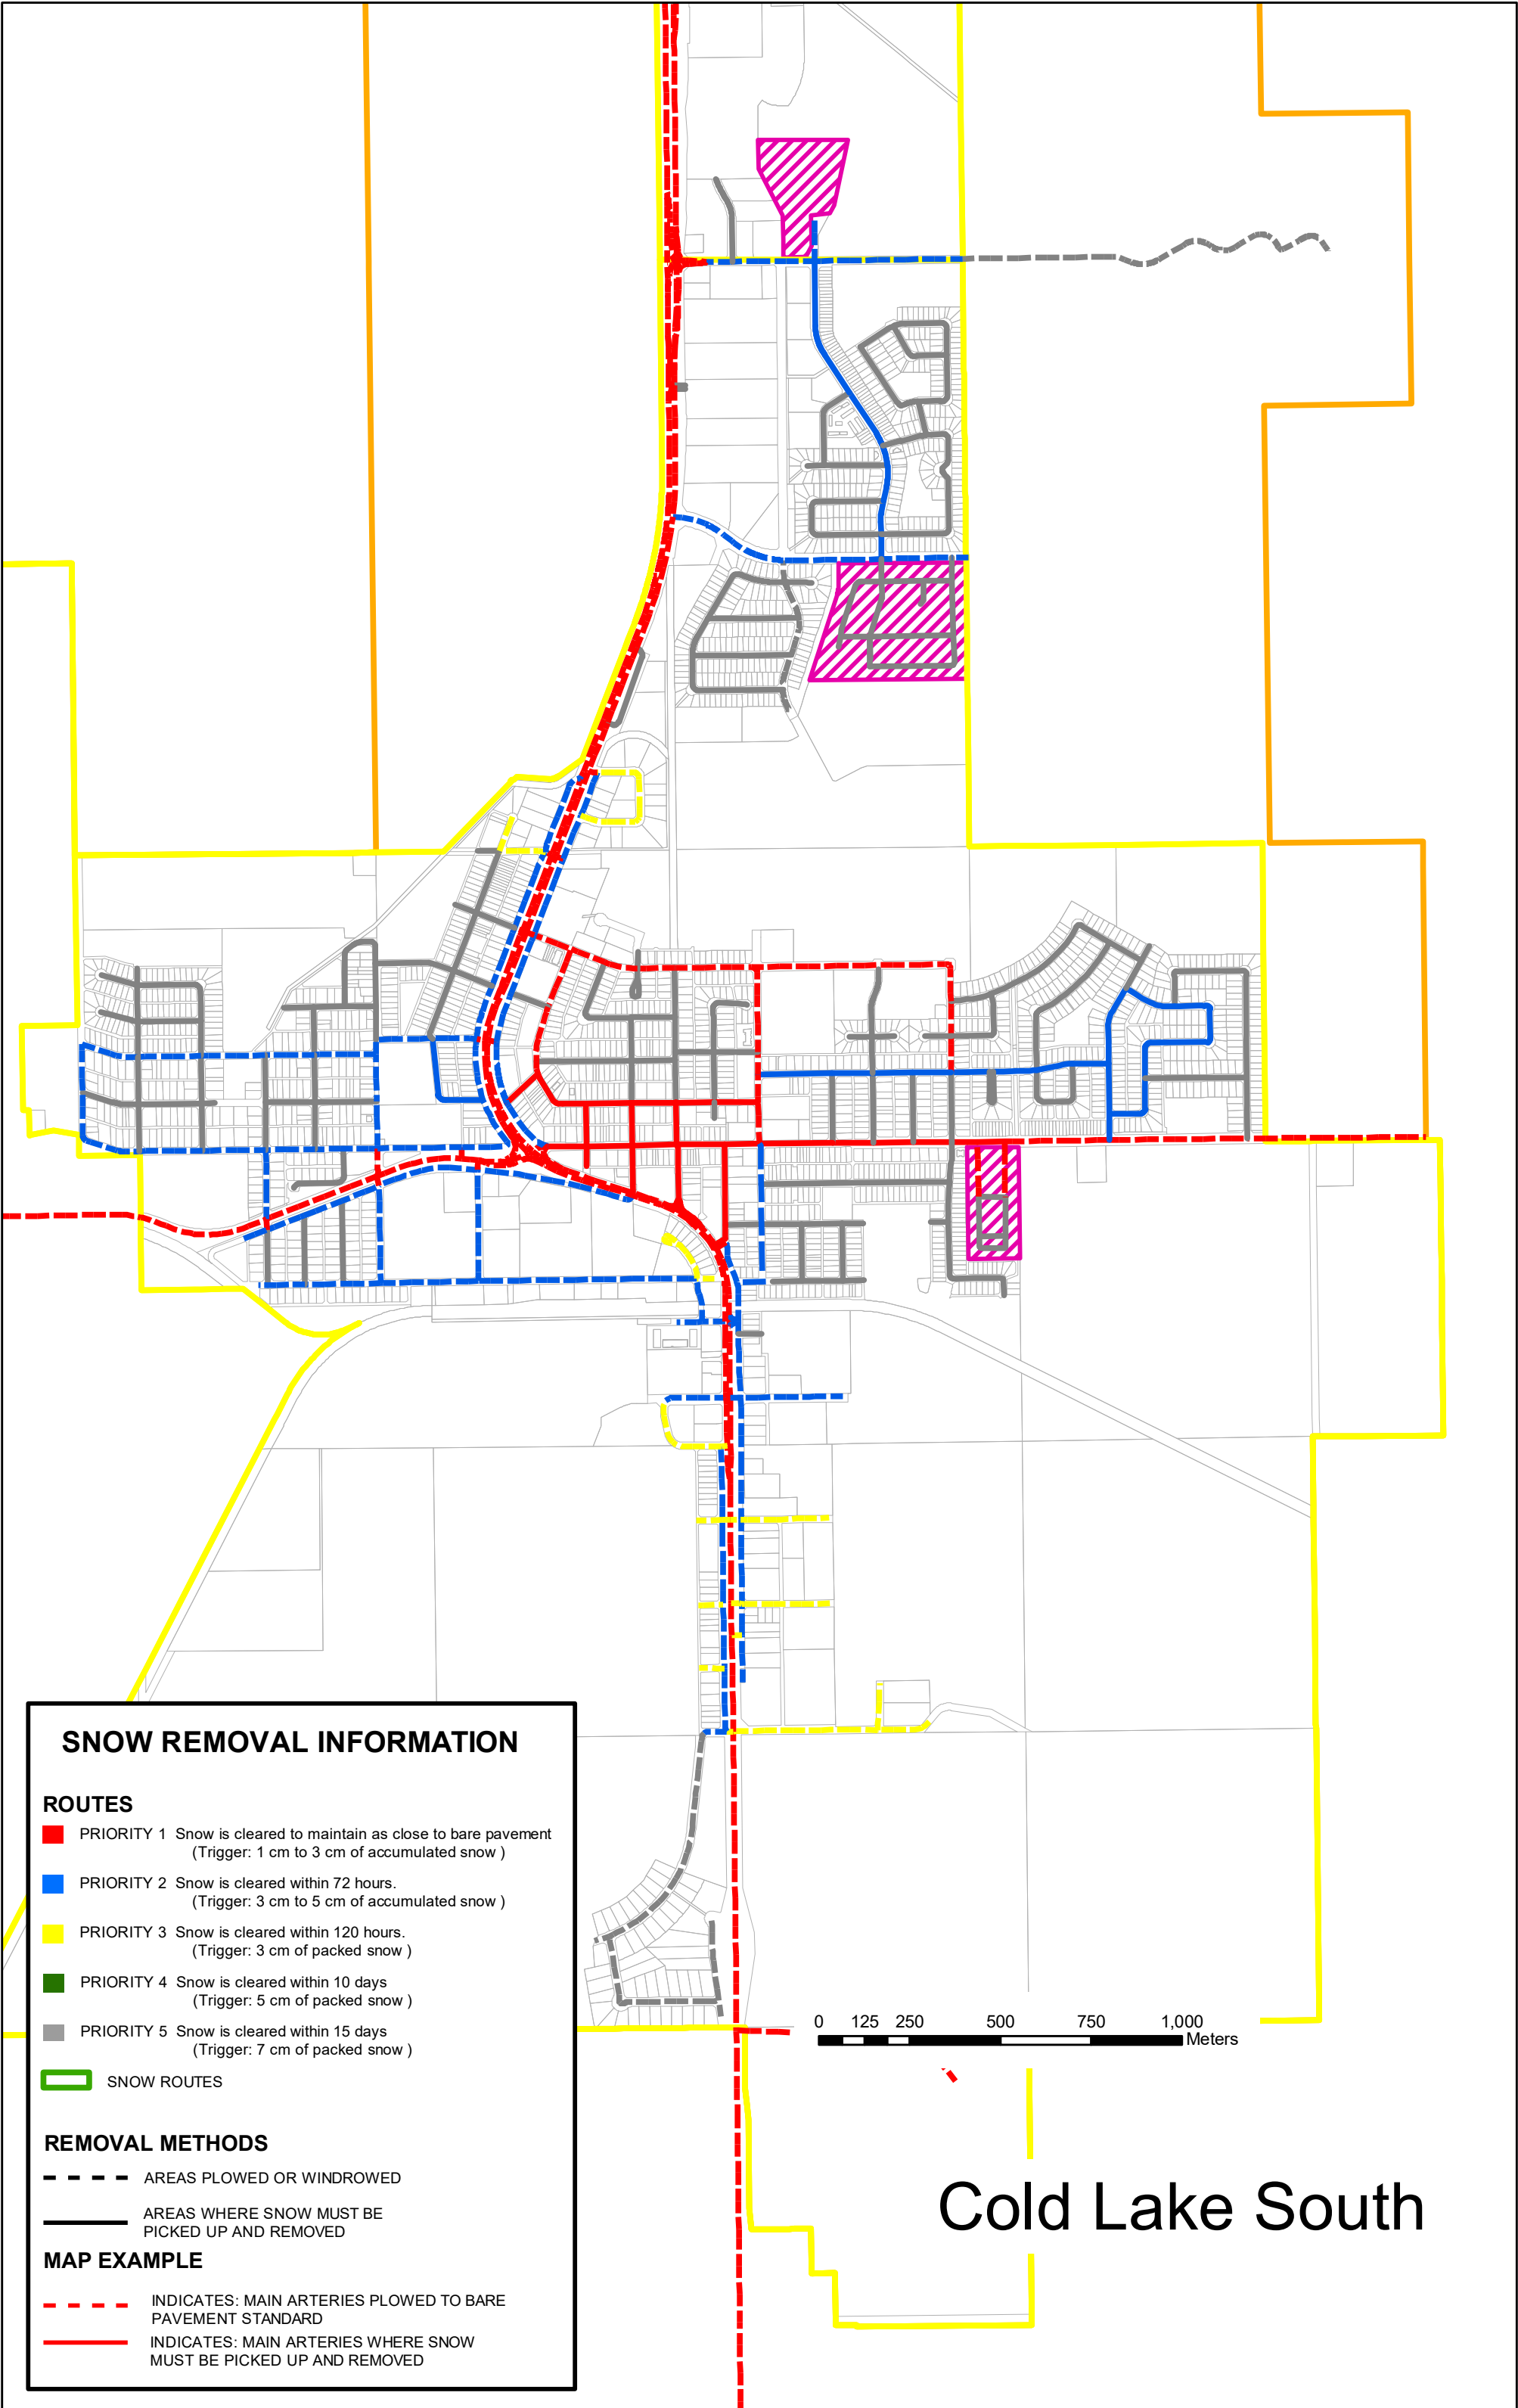 SNOW REMOVAL INFORMATION
ROUTES
PRIORITY 1 Snow is cleared to maintain as close to bare pavement
(Trigger: 1 cm to 3 cm of accumulated snow )
PRIORITY 2 Snow is cleared within 72 hours.
(Trigger: 3 cm to 5 cm of accumulated snow )
PRIORITY 3 Snow is cleared within 120 hours.
(Trigger: 3 cm of packed snow )
PRIORITY 4 Snow is cleared within 10 days
(Trigger: 5 cm of packed snow )
PRIORITY 5 Snow is cleared within 15 days
(Trigger: 7 cm of packed snow )
SNOW ROUTES
REMOVAL METHODS
AREAS PLOWED OR WINDROWED
AREAS WHERE SNOW MUST BE
PICKED UP AND REMOVED
MAP EXAMPLE
INDICATES: MAIN ARTERIES PLOWED TO BARE
PAVEMENT STANDARD
INDICATES: MAIN ARTERIES WHERE SNOW
MUST BE PICKED UP AND REMOVED
0 125 250 500 750 1,000
Meters
Cold Lake South